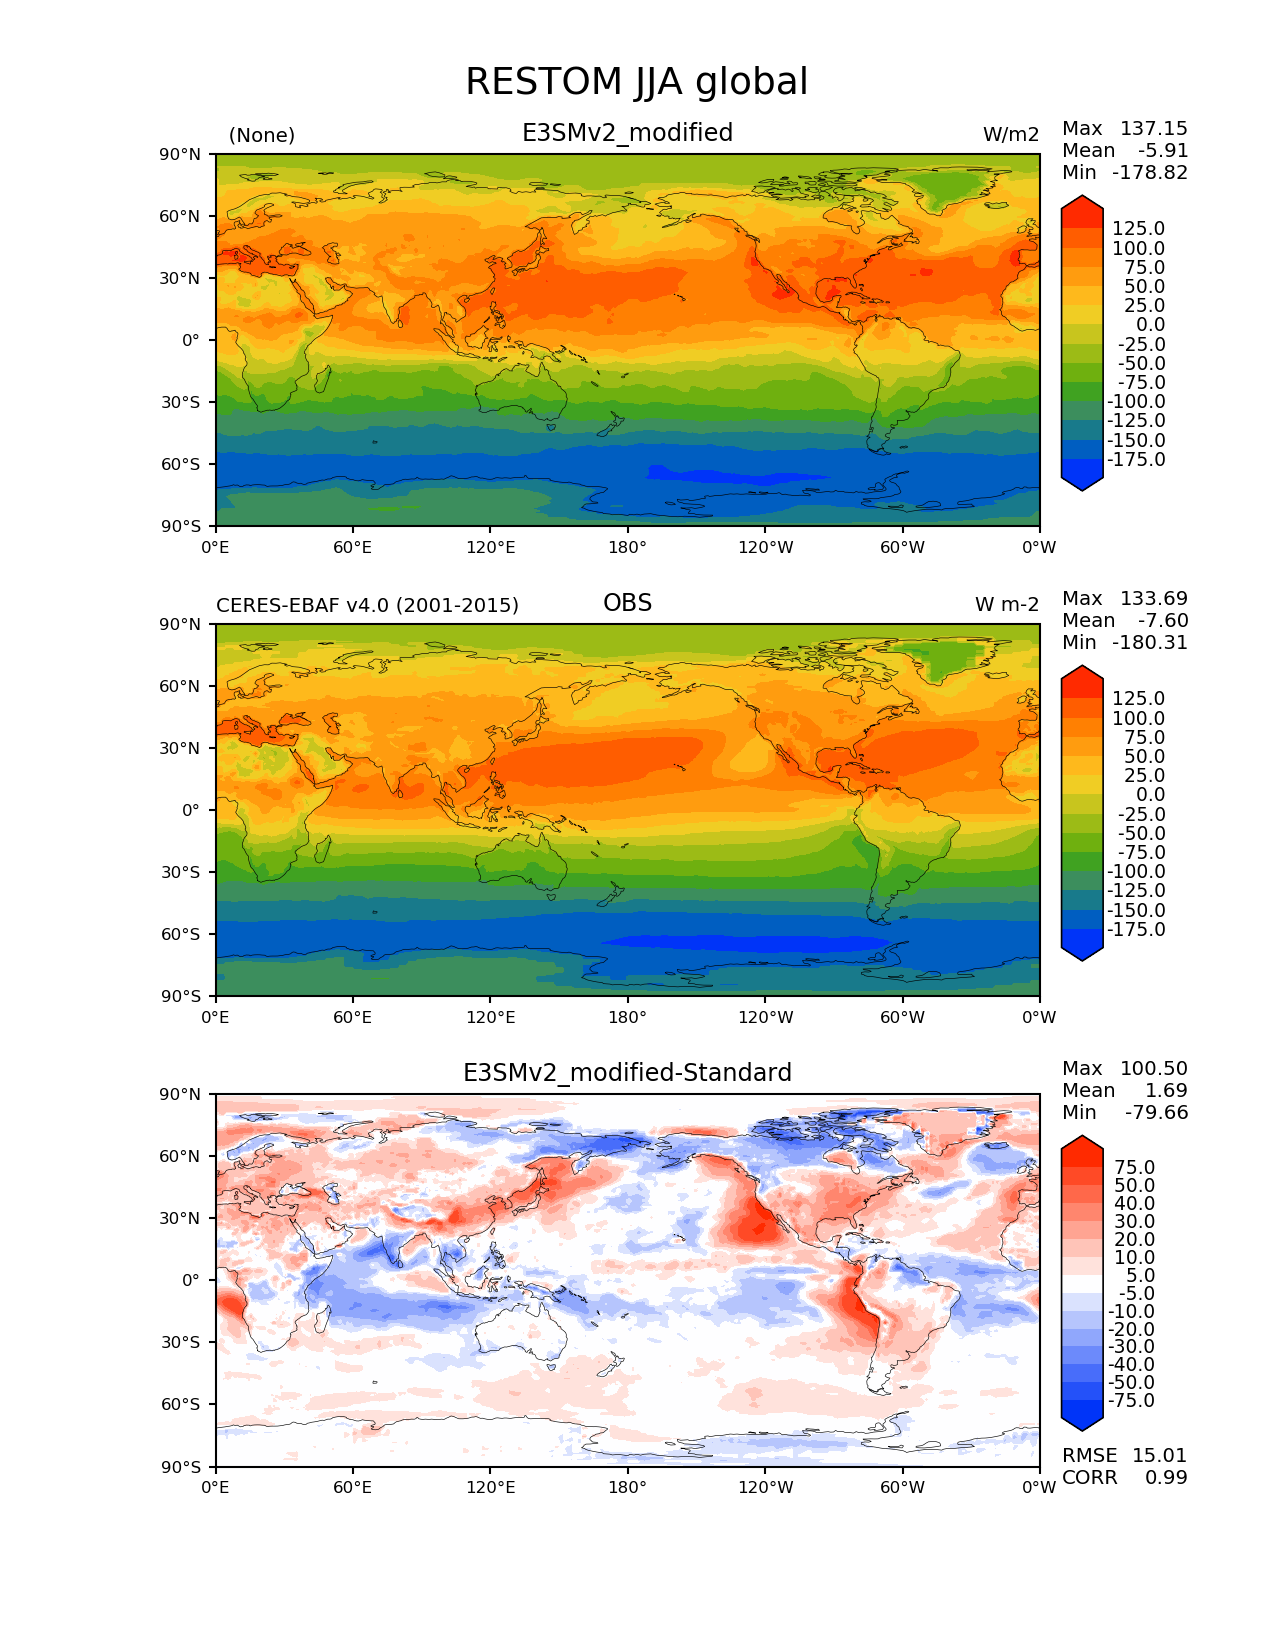 RESTOM JJA global
(None) E3SMv2_modified W/m2
Max 137.15
Mean -5.91
Min -178.82
90°N
60°N
30°N
0°
30°S
60°S
90°S
0°E 60°E 120°E 180° 120°W 60°W 0°W
125.0
100.0
75.0
50.0
25.0
0.0
-25.0
-50.0
-75.0
-100.0
-125.0
-150.0
-175.0
CERES-EBAF v4.0 (2001-2015) OBS W m-2
Max 133.69
Mean -7.60
Min -180.31
90°N
60°N
30°N
0°
30°S
60°S
90°S
0°E 60°E 120°E 180° 120°W 60°W 0°W
125.0
100.0
75.0
50.0
25.0
0.0
-25.0
-50.0
-75.0
-100.0
-125.0
-150.0
-175.0
E3SMv2_modified-Standard
Max 100.50
Mean 1.69
Min -79.66
90°N
60°N
30°N
0°
30°S
60°S
90°S
0°E 60°E 120°E 180° 120°W 60°W 0°W
75.0
50.0
40.0
30.0
20.0
10.0
5.0
-5.0
-10.0
-20.0
-30.0
-40.0
-50.0
-75.0
RMSE 15.01
CORR 0.99